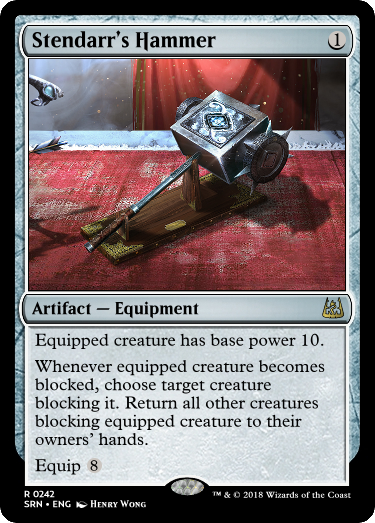 Stendarr's Hammer 1
Artifact — Equipment
Equipped creature has base power 10.
Whenever equipped creature becomes
blocked, choose target creature
blocking it. Return all other creatures
blocking equipped creature to their
owners' hands.
Equip 8
R 0242
SRN • ENG Henry Wong
™ & © 2018 Wizards of the Coast